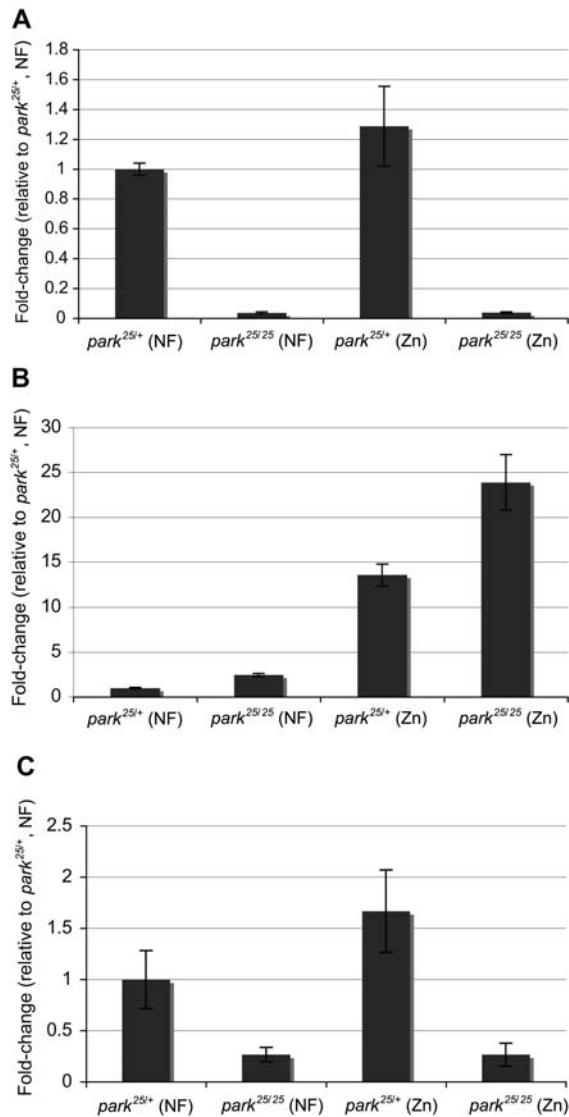 A
Fold-change (relative to park25/+, NF)
1.8
1.6
1.4
1.2
1
0.8
0.6
0.4
0.2
0
park25/+ (NF) park25/25 (NF) park25/+ (Zn) park25/25 (Zn)
B
Fold-change (relative to park25/+, NF)
30
25
20
15
10
5
0
park25/+ (NF) park25/25 (NF) park25/+ (Zn) park25/25 (Zn)
C
Fold-change (relative to park25/+, NF)
2.5
2
1.5
1
0.5
0
park25/+ (NF) park25/25 (NF) park25/+ (Zn) park25/25 (Zn)